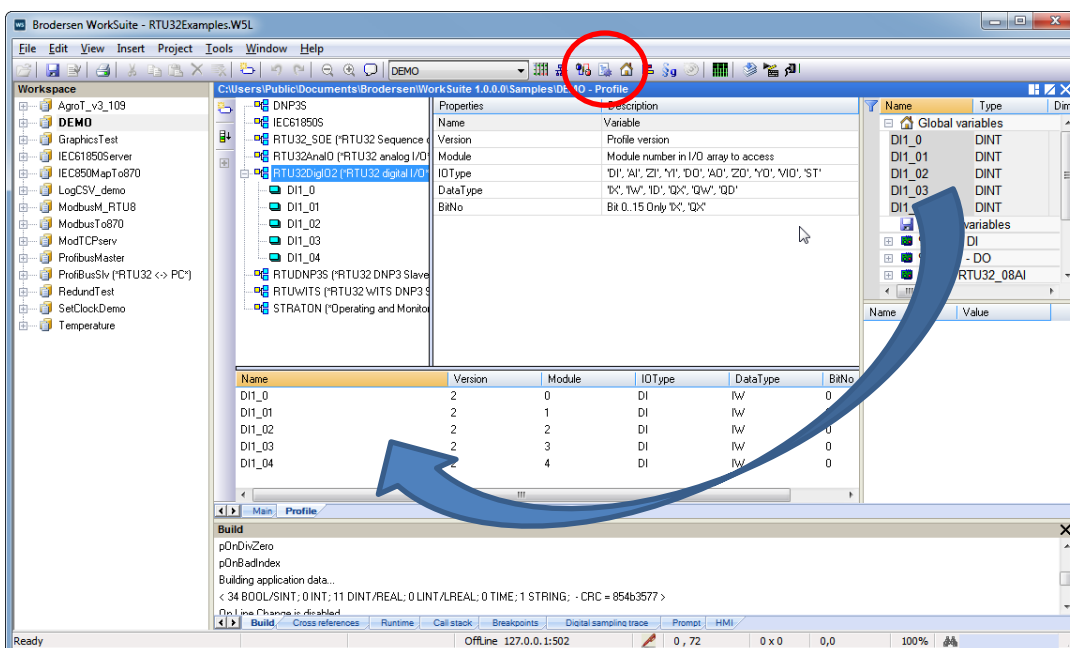 Brodersen WorkSuite - RTU32Examples.W5L
File Edit View Insert Project Tools Window Help
DEMO
Workspace
AgroT_v3_109
DEMO
GraphicsTest
IEC61850Server
IEC850MapTo870
LogCSV_demo
ModbusM_RTU8
ModbusTo870
ModTCPserv
ProfibusMaster
ProfiBusSlv (*RTU32 <-> PC*)
RedundTest
SetClockDemo
Temperature
C:\Users\Public\Documents\Brodersen\WorkSuite 1.0.0.0\Samples\DEMO - Profile
DNP3S
IEC61850S
RTU32_SOE (*RTU32 Sequence
RTU32AnaIO (*RTU32 analog I/O*
RTU32DigIO2 (*RTU32 digital I/O*
DI1_0
DI1_01
DI1_02
DI1_03
DI1_04
RTUDNP3S (*RTU32 DNP3 Slave
RTUWITS (*RTU32 WITS DNP3 S
STRATON (*Operating and Monitor
Properties Description
Name Variable
Version Profile version
Module Module number in I/O array to access
IOType 'DI', 'AI', 'ZI', 'YI', 'DO', 'AO', 'ZO', 'YO', 'VIO', 'ST'
DataType 'IX', 'IW', 'ID', 'QX', 'QW', 'QD'
BitNo Bit 0..15 Only 'IX', 'QX'
Name Type Dim
Global variables
DI1_0 DINT
DI1_01 DINT
DI1_02 DINT
DI1_03 DINT
DI1_ DINT
variables
DI
- DO
RTU32_08AI
Name Value
Name Version Module IOType DataType BitNo
DI1_0 2 0 DI IW 0
DI1_01 2 1 DI IW 0
DI1_02 2 2 DI IW 0
DI1_03 2 3 DI IW 0
DI1_04 2 4 DI IW 0
Main Profile
Build
pOnDivZero
pOnBadIndex
Building application data...
< 34 BOOL/SINT; 0 INT; 11 DINT/REAL; 0 LINT/LREAL; 0 TIME; 1 STRING; - CRC = 854b3577 >
On Line Change is disabled
Build Cross references Runtime Call stack Breakpoints Digital sampling trace Prompt HMI
Ready OffLine 127.0.0.1:502 0 , 72 0 x 0 0,0 100%